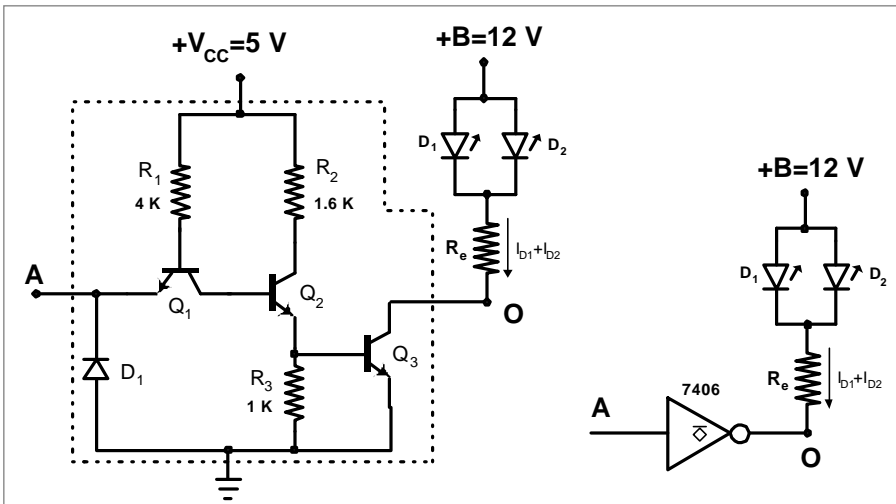 +V_CC=5 V
+B=12 V
R1
4 K
R2
1.6 K
D1
D2
Re
ID1+ID2
A
Q1
Q2
O
Q3
D1
R3
1 K
+B=12 V
D1
D2
Re
ID1+ID2
7406
A
O